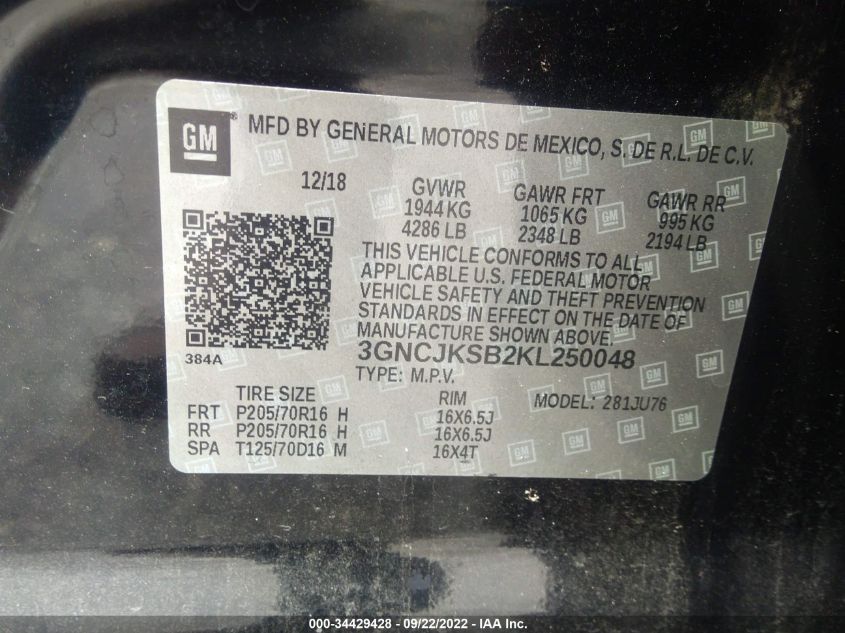 GM ® MFD BY GENERAL MOTORS DE MEXICO, S. DE R.L. DE C.V.
12/18 GVWR GAWR FRT GAWR RR
1944 KG 1065 KG 995 KG
4286 LB 2348 LB 2194 LB
THIS VEHICLE CONFORMS TO ALL
APPLICABLE U.S. FEDERAL MOTOR
VEHICLE SAFETY AND THEFT PREVENTION
STANDARDS IN EFFECT ON THE DATE OF
MANUFACTURE SHOWN ABOVE.
384A 3GNCJKSB2KL250048
TYPE: M.P.V.
TIRE SIZE RIM MODEL: 281JU76
FRT P205/70R16 H 16X6.5J
RR P205/70R16 H 16X6.5J
SPA T125/70D16 M 16X4T
000-34429428 - 09/22/2022 - IAA Inc.